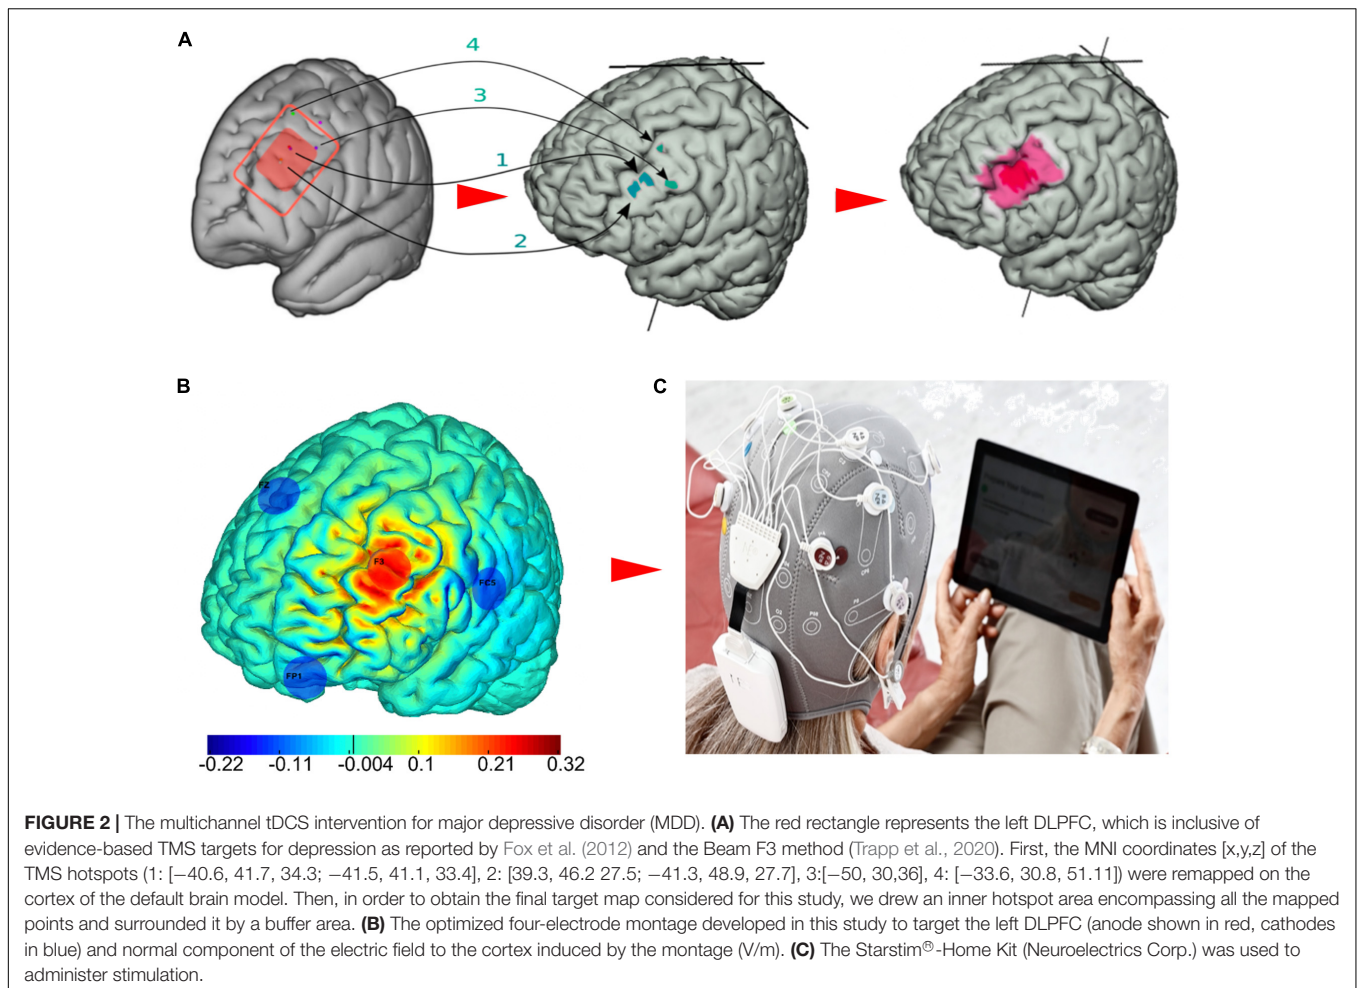 A
4
3
1
2
B
C
FZ
F3
FC5
FP1
-0.22 -0.11 -0.004 0.1 0.21 0.32
FIGURE 2 | The multichannel tDCS intervention for major depressive disorder (MDD). (A) The red rectangle represents the left DLPFC, which is inclusive of
evidence-based TMS targets for depression as reported by Fox et al. (2012) and the Beam F3 method (Trapp et al., 2020). First, the MNI coordinates [x,y,z] of the
TMS hotspots (1: [−40.6, 41.7, 34.3; −41.5, 41.1, 33.4], 2: [39.3, 46.2 27.5; −41.3, 48.9, 27.7], 3:[−50, 30,36], 4: [−33.6, 30.8, 51.11]) were remapped on the
cortex of the default brain model. Then, in order to obtain the final target map considered for this study, we drew an inner hotspot area encompassing all the mapped
points and surrounded it by a buffer area. (B) The optimized four-electrode montage developed in this study to target the left DLPFC (anode shown in red, cathodes
in blue) and normal component of the electric field to the cortex induced by the montage (V/m). (C) The Starstim®-Home Kit (Neuroelectrics Corp.) was used to
administer stimulation.